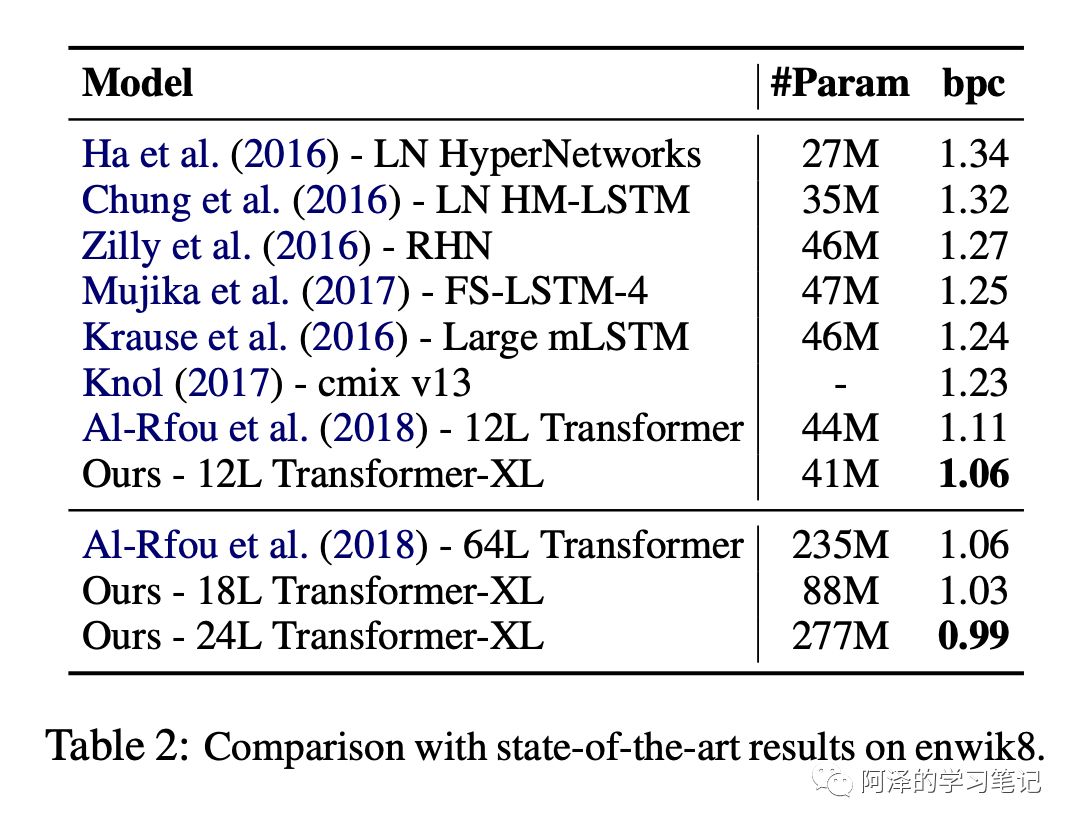 Model #Param bpc
Ha et al. (2016) - LN HyperNetworks 27M 1.34
Chung et al. (2016) - LN HM-LSTM 35M 1.32
Zilly et al. (2016) - RHN 46M 1.27
Mujika et al. (2017) - FS-LSTM-4 47M 1.25
Krause et al. (2016) - Large mLSTM 46M 1.24
Knol (2017) - cmix v13 - 1.23
Al-Rfou et al. (2018) - 12L Transformer 44M 1.11
Ours - 12L Transformer-XL 41M 1.06
Al-Rfou et al. (2018) - 64L Transformer 235M 1.06
Ours - 18L Transformer-XL 88M 1.03
Ours - 24L Transformer-XL 277M 0.99
Table 2: Comparison with state-of-the-art results on enwik8.
阿泽的学习笔记